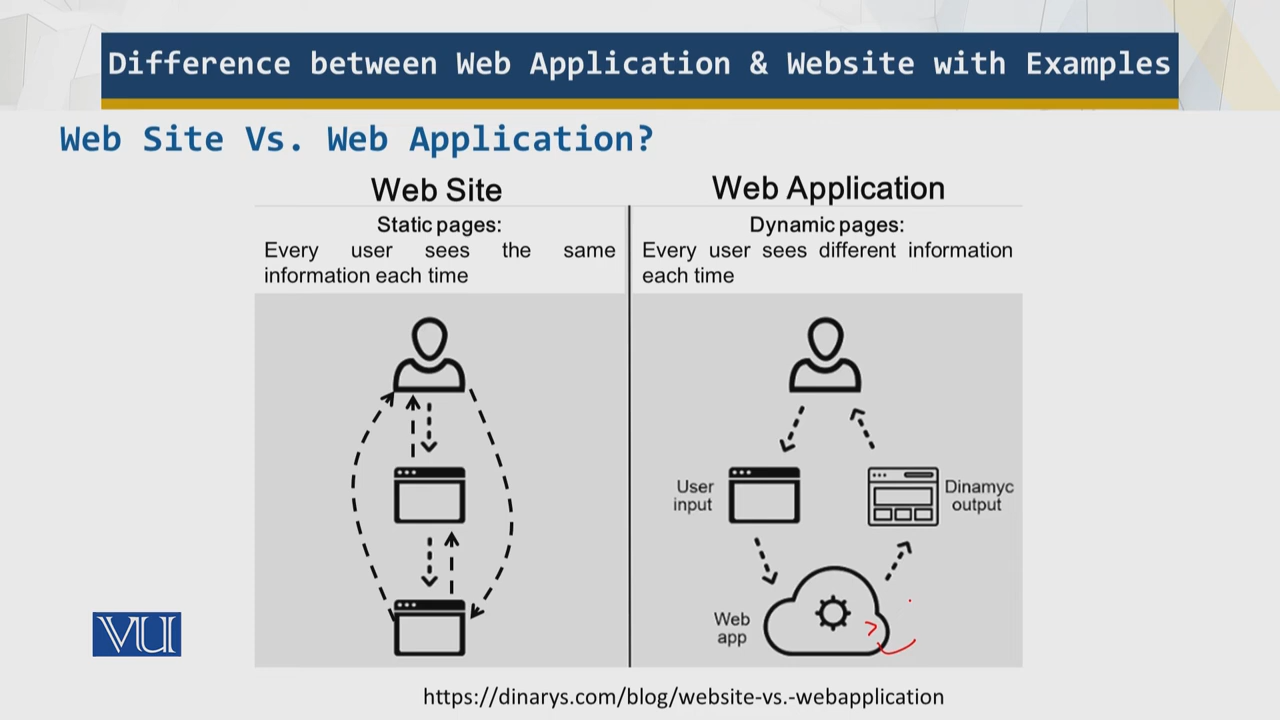 Difference between Web Application & Website with Examples
Web Site Vs. Web Application?
Web Site
Static pages:
Every user sees the same
information each time
Web Application
Dynamic pages:
Every user sees different information
each time
User
input
Dinamyc
output
Web
app
VU
https://dinarys.com/blog/website-vs.-webapplication